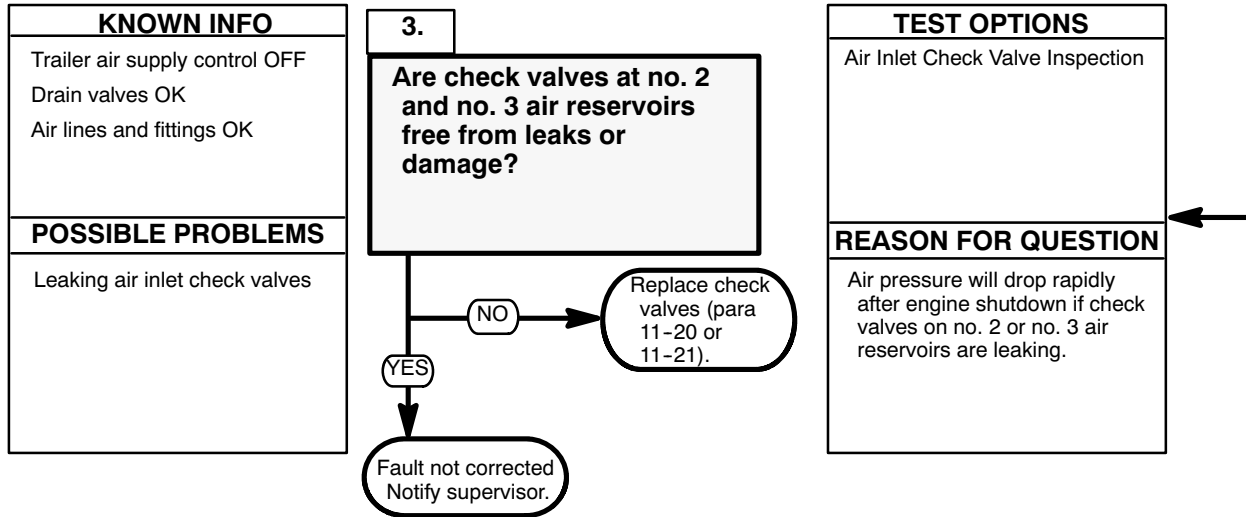 KNOWN INFO
Trailer air supply control OFF
Drain valves OK
Air lines and fittings OK
POSSIBLE PROBLEMS
Leaking air inlet check valves
3.
Are check valves at no. 2
and no. 3 air reservoirs
free from leaks or
damage?
NO
Replace check
valves (para
11-20 or
11-21).
YES
Fault not corrected
Notify supervisor.
TEST OPTIONS
Air Inlet Check Valve Inspection
REASON FOR QUESTION
Air pressure will drop rapidly
after engine shutdown if check
valves on no. 2 or no. 3 air
reservoirs are leaking.